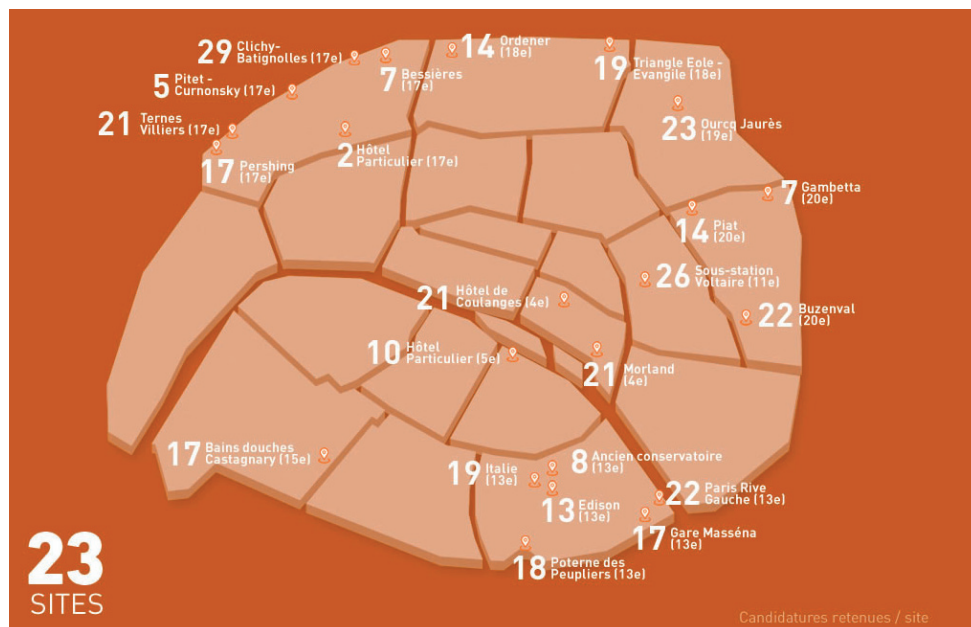 29 Clichy-
Batignolles (17e)
14 Ordener
(18e)
19 Triangle Eole -
Evangile (18e)
7 Bessières
(17e)
5 Pitet -
Curnonsky (17e)
21 Ternes
Villiers (17e)
23 Ourcq Jaurès
(19e)
17 Pershing
(17e)
2 Hôtel
Particulier (17e)
7 Gambetta
(20e)
14 Piat
(20e)
26 Sous-station
Voltaire (11e)
21 Hôtel de
Coulanges (4e)
22 Buzenval
(20e)
10 Hôtel
Particulier (5e)
21 Morland
(4e)
17 Bains douches
Castagnary (15e)
8 Ancien conservatoire
(13e)
19 Italie
(13e)
22 Paris Rive
Gauche (13e)
13 Edison
(13e)
17 Gare Masséna
(13e)
18 Poterne des
Peupliers (13e)
23
SITES
Candidatures retenues / site